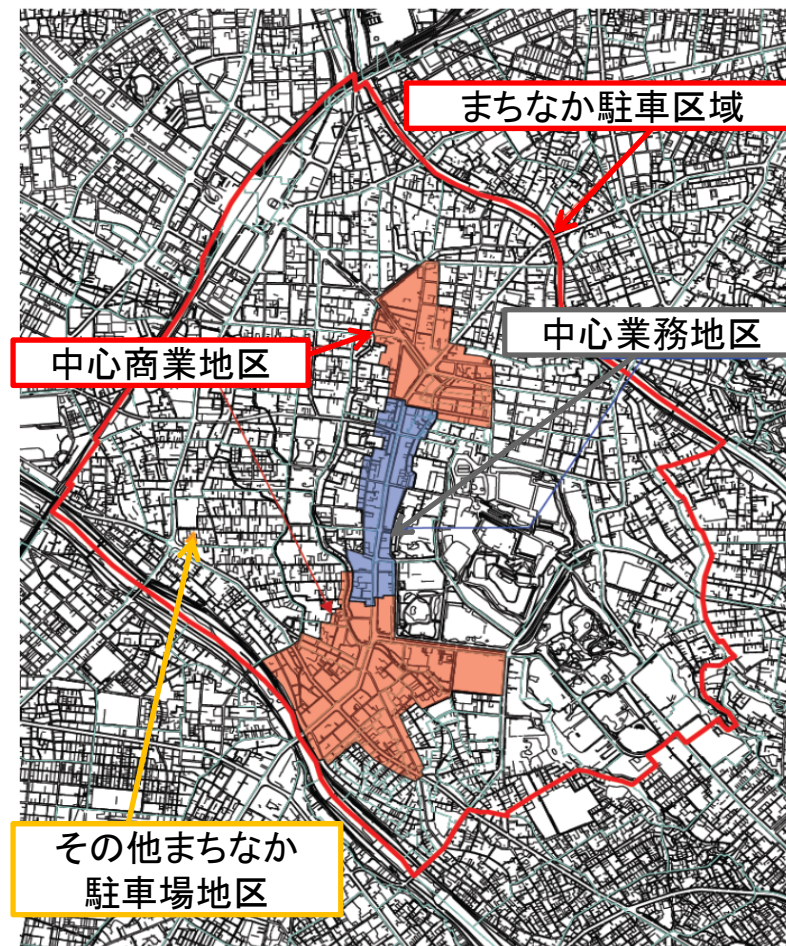 まちなか駐車区域
中心業務地区
中心商業地区
その他まちなか
駐車場地区